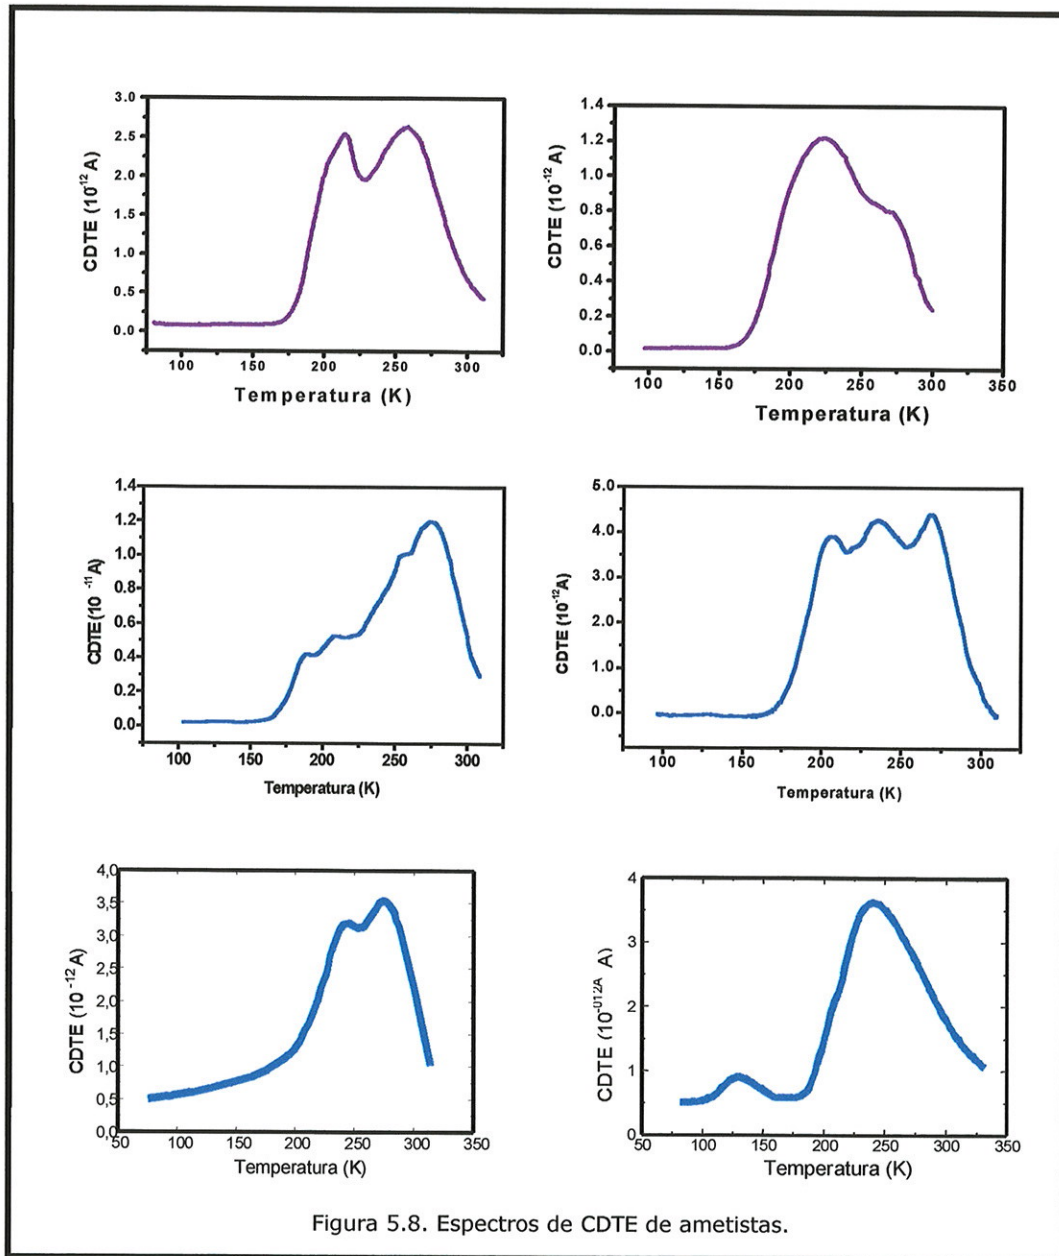 3.0
2.5
2.0
1.5
1.0
0.5
0.0
CDTE (10¹² A)
100 150 200 250 300
Temperatura (K)
1.4
1.2
1.0
0.8
0.6
0.4
0.2
0.0
CDTE (10⁻¹² A)
100 150 200 250 300 350
Temperatura (K)
1.4
1.2
1.0
0.8
0.6
0.4
0.2
0.0
CDTE (10⁻¹¹ A)
100 150 200 250 300
Temperatura (K)
5.0
4.0
3.0
2.0
1.0
0.0
CDTE (10⁻¹² A)
100 150 200 250 300
Temperatura (K)
4,0
3,5
3,0
2,5
2,0
1,5
1,0
0,5
0,0
CDTE (10⁻¹² A)
50 100 150 200 250 300 350
Temperatura (K)
4
3
2
1
0
CDTE (10⁻⁰¹²ᴬ A)
50 100 150 200 250 300 350
Temperatura (K)
Figura 5.8. Espectros de CDTE de ametistas.